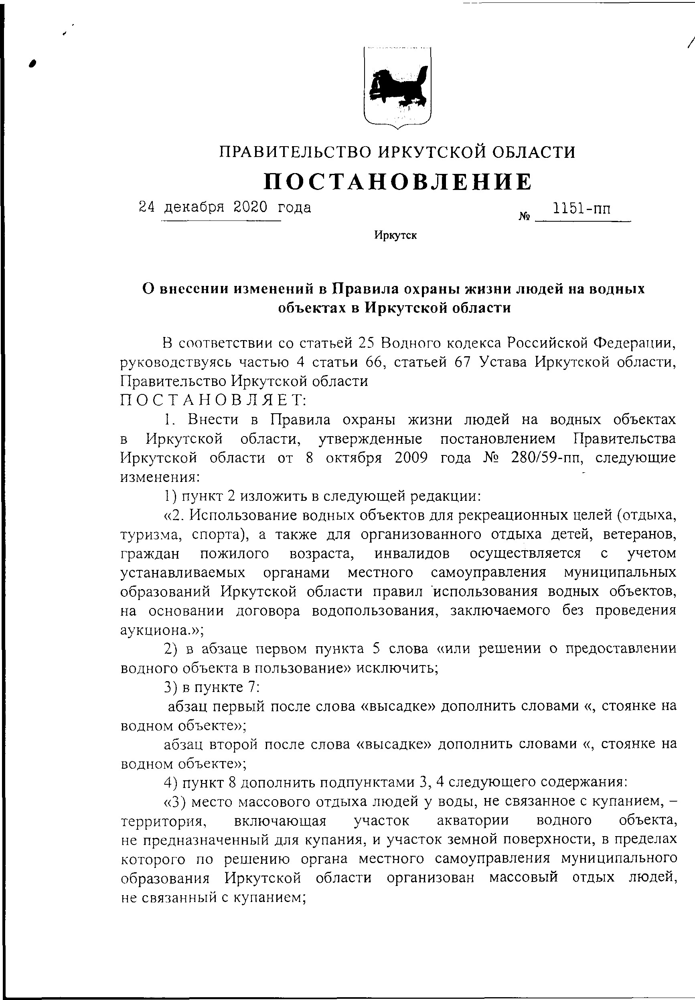 ПРАВИТЕЛЬСТВО ИРКУТСКОЙ ОБЛАСТИ
ПОСТАНОВЛЕНИЕ
24 декабря 2020 года
№ 1151-пп
Иркутск
О внесении изменений в Правила охраны жизни людей на водных
объектах в Иркутской области
В соответствии со статьей 25 Водного кодекса Российской Федерации,
руководствуясь частью 4 статьи 66, статьей 67 Устава Иркутской области,
Правительство Иркутской области
П О С Т А Н О В Л Я Е Т:
1. Внести в Правила охраны жизни людей на водных объектах
в Иркутской области, утвержденные постановлением Правительства
Иркутской области от 8 октября 2009 года № 280/59-пп, следующие
изменения:
1) пункт 2 изложить в следующей редакции:
«2. Использование водных объектов для рекреационных целей (отдыха,
туризма, спорта), а также для организованного отдыха детей, ветеранов,
граждан пожилого возраста, инвалидов осуществляется с учетом
устанавливаемых органами местного самоуправления муниципальных
образований Иркутской области правил использования водных объектов,
на основании договора водопользования, заключаемого без проведения
аукциона.»;
2) в абзаце первом пункта 5 слова «или решении о предоставлении
водного объекта в пользование» исключить;
3) в пункте 7:
абзац первый после слова «высадке» дополнить словами «, стоянке на
водном объекте»;
абзац второй после слова «высадке» дополнить словами «, стоянке на
водном объекте»;
4) пункт 8 дополнить подпунктами 3, 4 следующего содержания:
«3) место массового отдыха людей у воды, не связанное с купанием, –
территория, включающая участок акватории водного объекта,
не предназначенный для купания, и участок земной поверхности, в пределах
которого по решению органа местного самоуправления муниципального
образования Иркутской области организован массовый отдых людей,
не связанный с купанием;